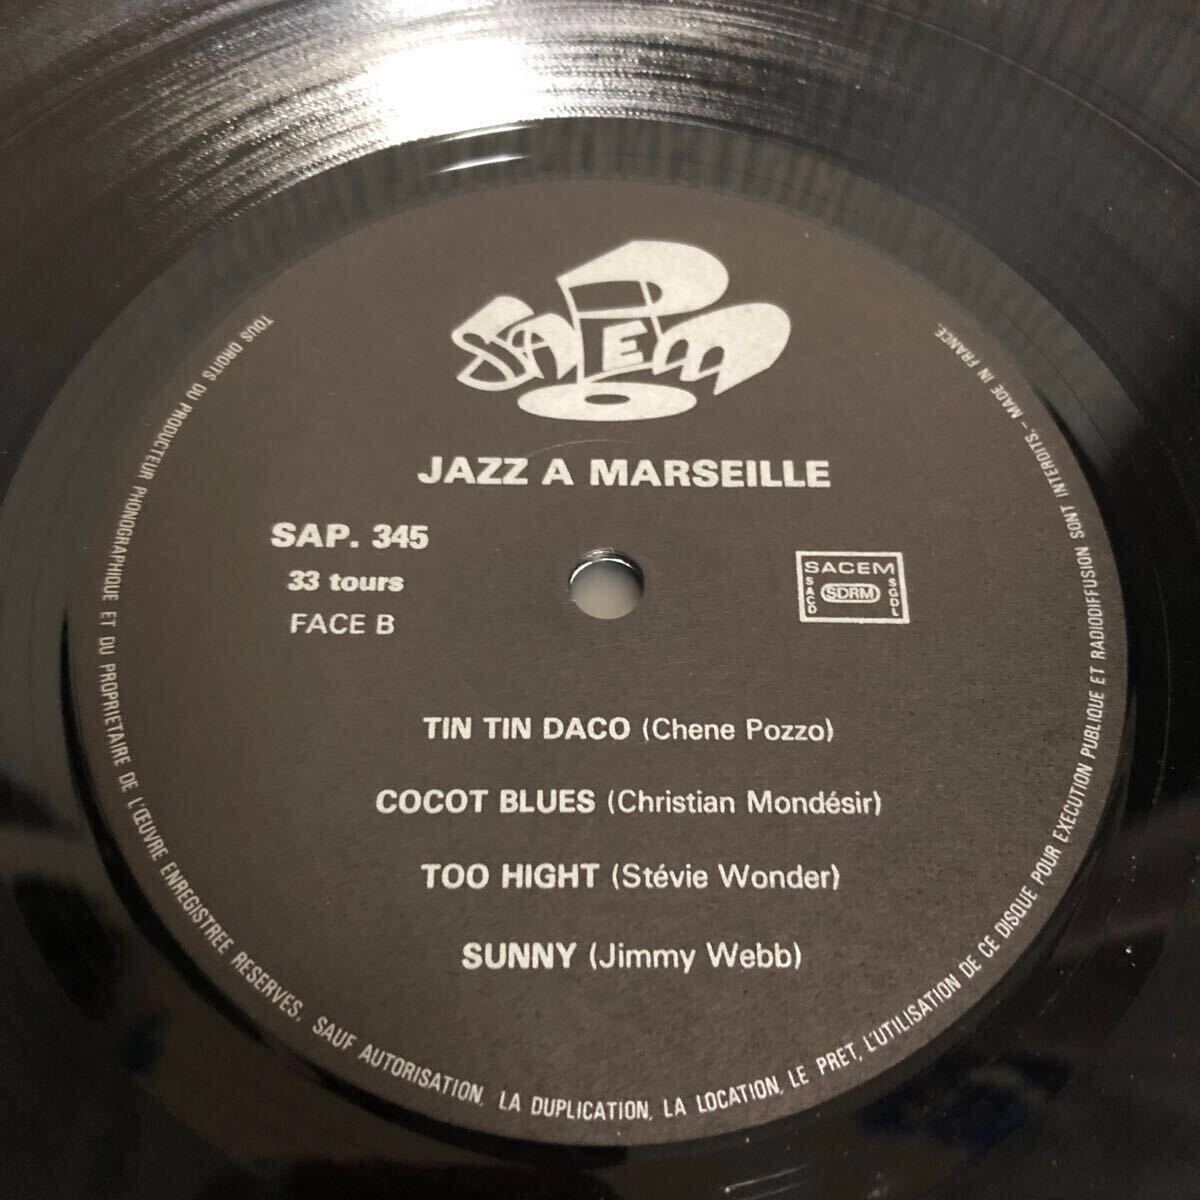 SAPEM
JAZZ A MARSEILLE
SAP. 345
33 tours
FACE B
SACEM
SACD
SDRM
SGDL
TIN TIN DACO (Chene Pozzo)
COCOT BLUES (Christian Mondésir)
TOO HIGHT (Stévie Wonder)
SUNNY (Jimmy Webb)
TOUS DROITS DU PRODUCTEUR PHONOGRAPHIQUE ET DU PROPRIETAIRE DE L'ŒUVRE ENREGISTREE RESERVES, SAUF AUTORISATION, LA DUPLICATION, LA LOCATION, LE PRET, L'UTILISATION DE CE DISQUE POUR EXECUTION PUBLIQUE ET RADIODIFFUSION SONT INTERDITS. - MADE IN FRANCE.